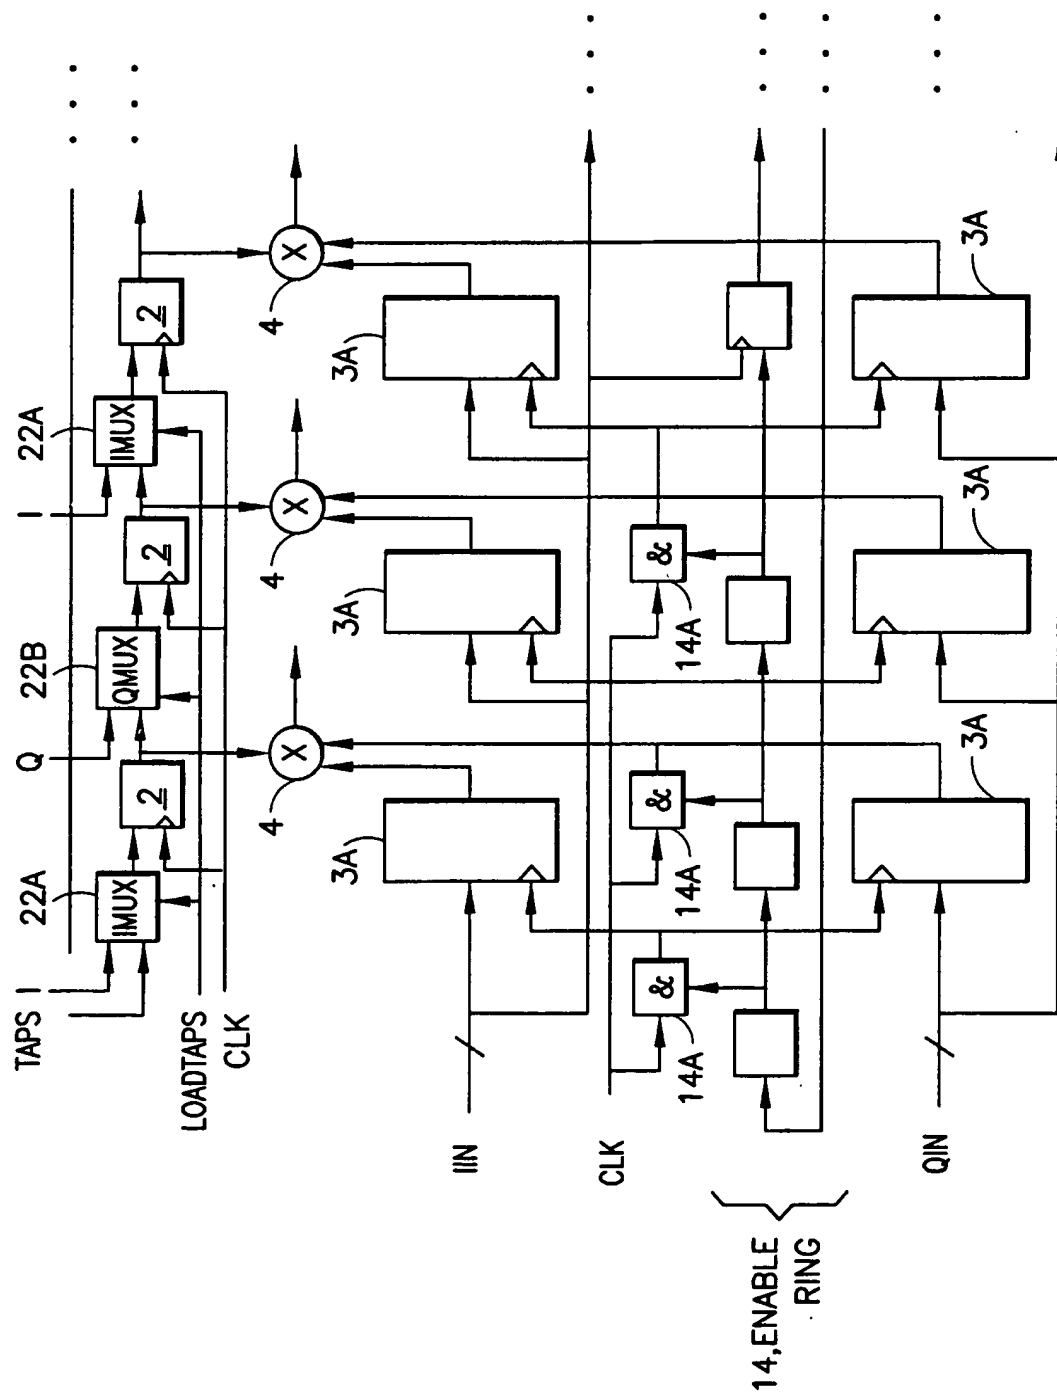 TAPS I 22A Q 22B I 22A
IMUX 2 QMUX 2 IMUX 2
LOADTAPS
CLK
4 X 4 X 4 X
3A 3A 3A
IIN
CLK
& & &
14A 14A 14A
14,ENABLE
RING
QIN
3A 3A 3A